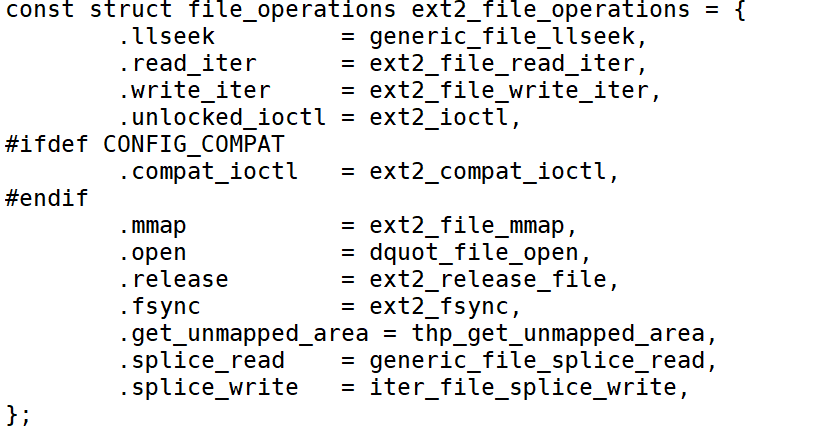 const struct file_operations ext2_file_operations = {
        .llseek         = generic_file_llseek,
        .read_iter      = ext2_file_read_iter,
        .write_iter     = ext2_file_write_iter,
        .unlocked_ioctl = ext2_ioctl,
#ifdef CONFIG_COMPAT
        .compat_ioctl   = ext2_compat_ioctl,
#endif
        .mmap           = ext2_file_mmap,
        .open           = dquot_file_open,
        .release        = ext2_release_file,
        .fsync          = ext2_fsync,
        .get_unmapped_area = thp_get_unmapped_area,
        .splice_read    = generic_file_splice_read,
        .splice_write   = iter_file_splice_write,
};